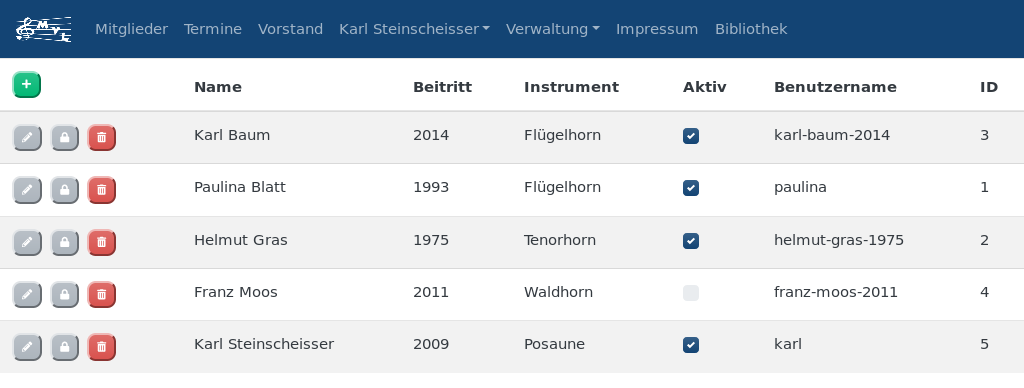 MVL Mitglieder Termine Vorstand Karl Steinscheisser Verwaltung Impressum Bibliothek
+ Name Beitritt Instrument Aktiv Benutzername ID
Karl Baum 2014 Flügelhorn karl-baum-2014 3
Paulina Blatt 1993 Flügelhorn paulina 1
Helmut Gras 1975 Tenorhorn helmut-gras-1975 2
Franz Moos 2011 Waldhorn franz-moos-2011 4
Karl Steinscheisser 2009 Posaune karl 5